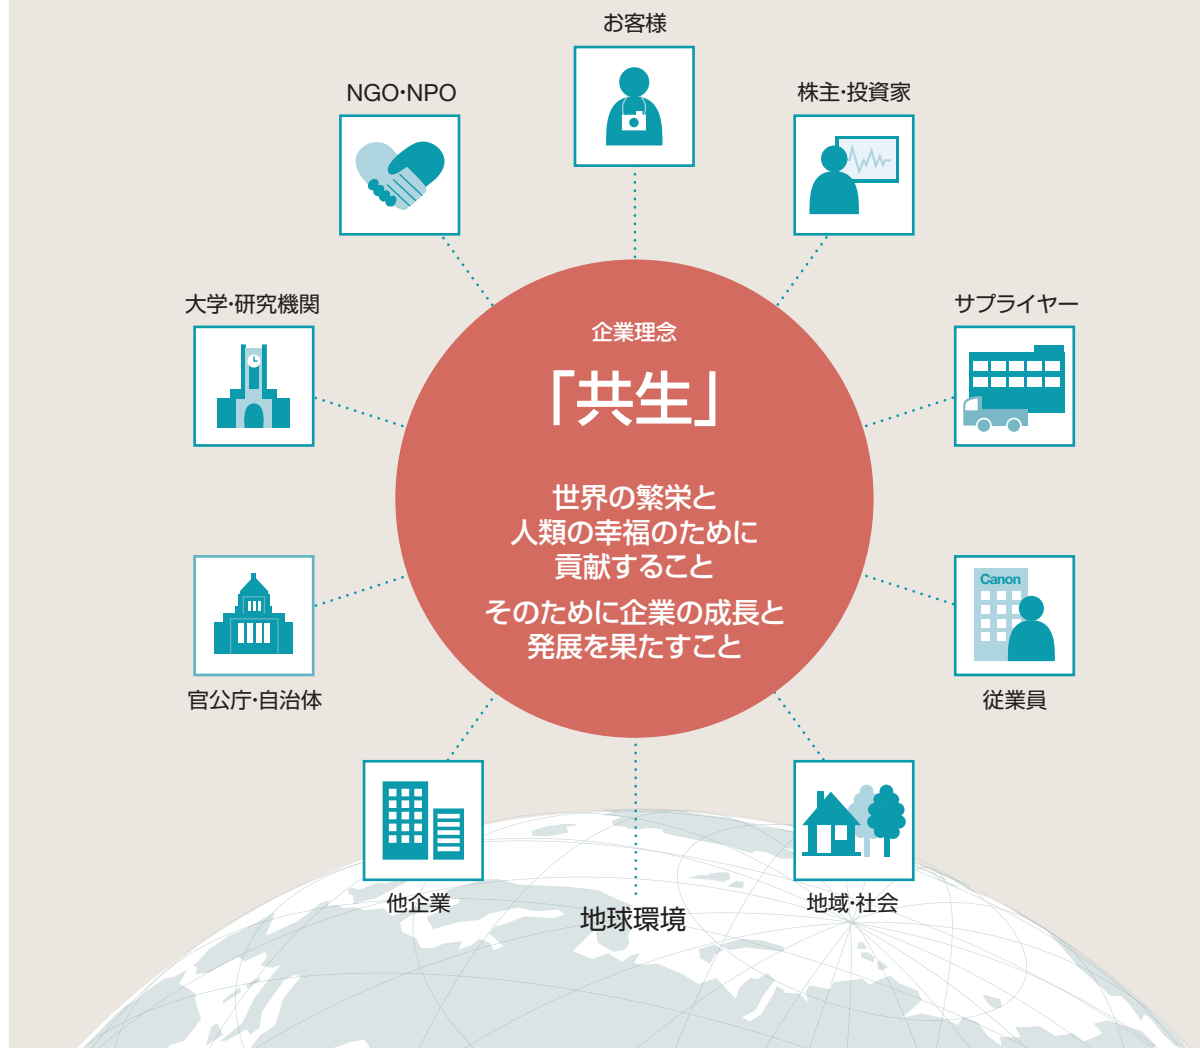 お客様
NGO・NPO
株主・投資家
大学・研究機関
サプライヤー
企業理念
「共生」
世界の繁栄と
人類の幸福のために
貢献すること
そのために企業の成長と
発展を果たすこと
Canon
官公庁・自治体
従業員
他企業
地球環境
地域・社会